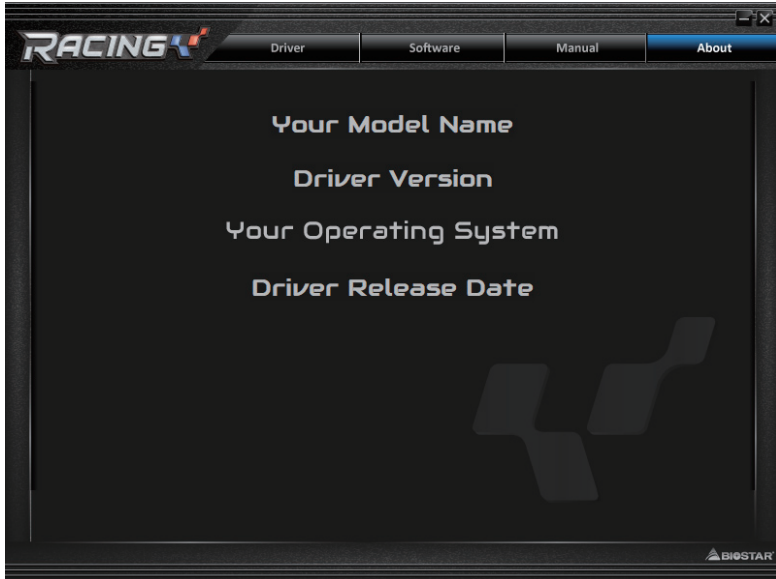 RACING
Driver
Software
Manual
About
Your Model Name
Driver Version
Your Operating System
Driver Release Date
BIOSTAR